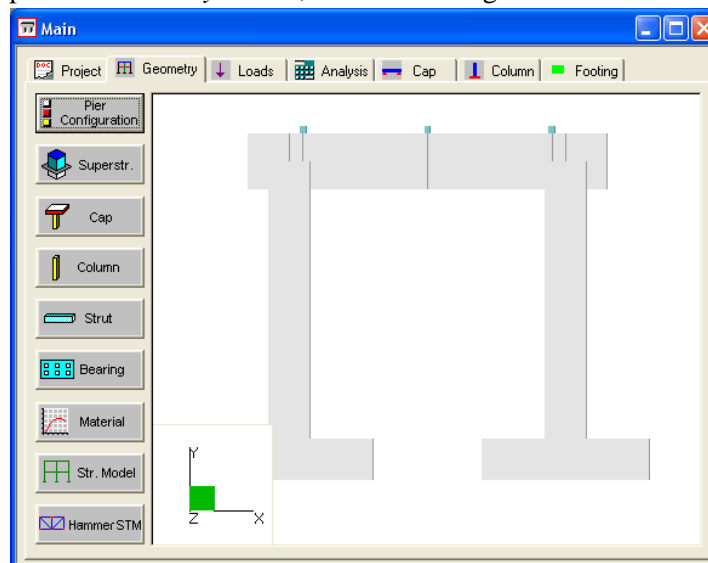 Main
Project Geometry Loads Analysis Cap Column Footing
Pier
Configuration
Superstr.
Cap
Column
Strut
Bearing
Material
Str. Model
Hammer STM
Y
Z X